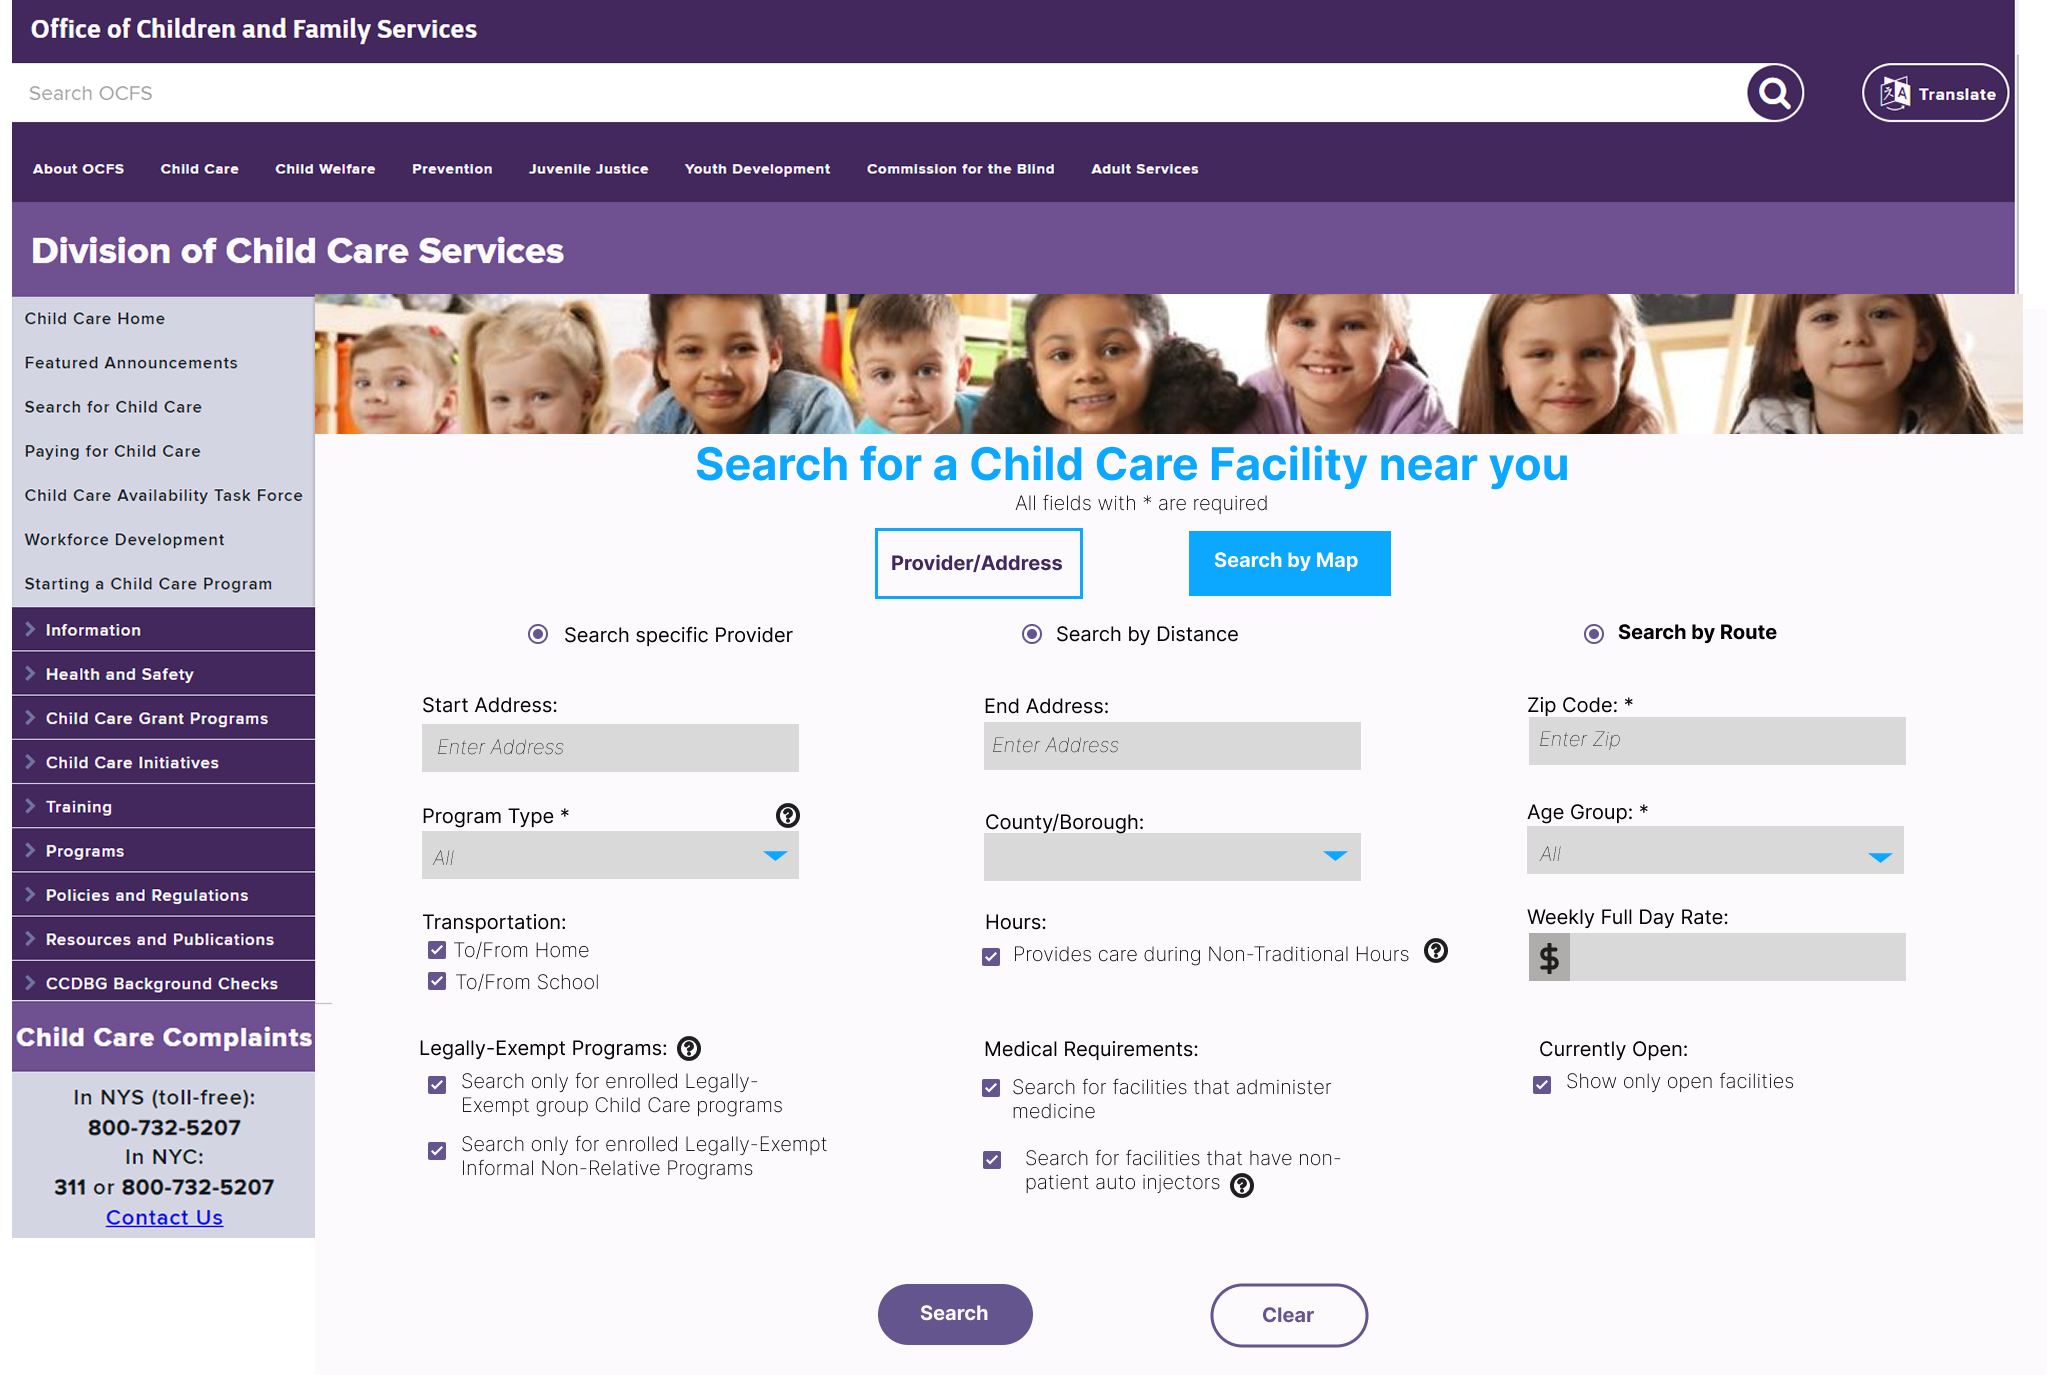 Office of Children and Family Services
Search OCFS
Translate
About OCFS
Child Care
Child Welfare
Prevention
Juvenile Justice
Youth Development
Commission for the Blind
Adult Services
Division of Child Care Services
Child Care Home
Featured Announcements
Search for Child Care
Paying for Child Care
Child Care Availability Task Force
Workforce Development
Starting a Child Care Program
Information
Health and Safety
Child Care Grant Programs
Child Care Initiatives
Training
Programs
Policies and Regulations
Resources and Publications
CCDBG Background Checks
Child Care Complaints
In NYS (toll-free):
800-732-5207
In NYC:
311 or 800-732-5207
Contact Us
Search for a Child Care Facility near you
All fields with * are required
Provider/Address
Search by Map
Search specific Provider
Search by Distance
Search by Route
Start Address:
Enter Address
End Address:
Enter Address
Zip Code: *
Enter Zip
Program Type *
All
County/Borough:
Age Group: *
All
Transportation:
To/From Home
To/From School
Hours:
Provides care during Non-Traditional Hours
Weekly Full Day Rate:
$
Legally-Exempt Programs:
Search only for enrolled Legally-
Exempt group Child Care programs
Search only for enrolled Legally-Exempt
Informal Non-Relative Programs
Medical Requirements:
Search for facilities that administer
medicine
Search for facilities that have non-
patient auto injectors
Currently Open:
Show only open facilities
Search
Clear